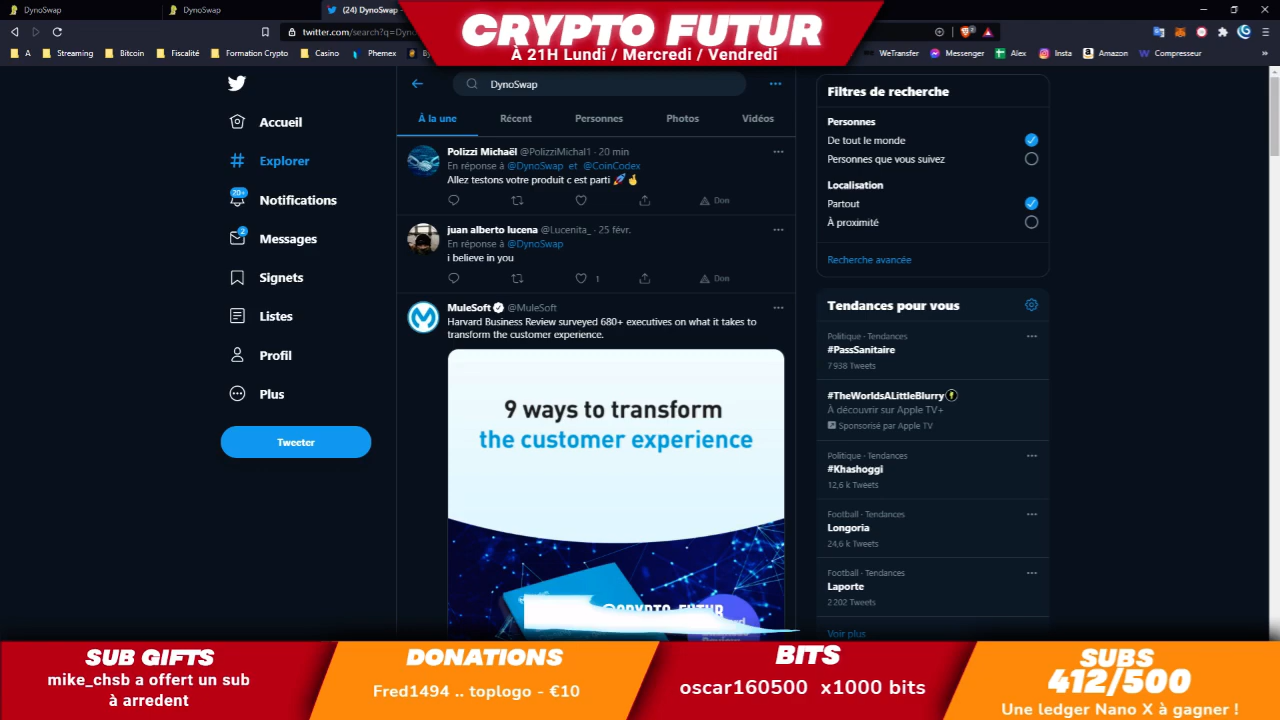 DynoSwap
DynoSwap
(24) DynoSwap
CRYPTO FUTUR
À 21H Lundi / Mercredi / Vendredi
twitter.com/search?q=Dyno
A
Streaming
Bitcoin
Fiscalité
Formation Crypto
Casino
Phemex
WeTransfer
Messenger
Alex
Insta
Amazon
Compresseur
DynoSwap
À la une
Récent
Personnes
Photos
Vidéos
Accueil
Explorer
20+
Notifications
2
Messages
Signets
Listes
Profil
Plus
Tweeter
Polizzi Michaël @PolizziMichal1 · 20 min
En réponse à @DynoSwap et @CoinCodex
Allez testons votre produit c est parti
Don
juan alberto lucena @Lucenita_ · 25 févr.
En réponse à @DynoSwap
i believe in you
1
Don
MuleSoft @MuleSoft
Harvard Business Review surveyed 680+ executives on what it takes to
transform the customer experience.
9 ways to transform
the customer experience
@CRYPTO_FUTUR
Filtres de recherche
Personnes
De tout le monde
Personnes que vous suivez
Localisation
Partout
À proximité
Recherche avancée
Tendances pour vous
Politique · Tendances
#PassSanitaire
7 938 Tweets
#TheWorldsALittleBlurry
À découvrir sur Apple TV+
Sponsorisé par Apple TV
Politique · Tendances
#Khashoggi
12,6 k Tweets
Football · Tendances
Longoria
24,6 k Tweets
Football · Tendances
Laporte
2 202 Tweets
Voir plus
SUB GIFTS
mike_chsb a offert un sub
à arredent
DONATIONS
Fred1494 .. toplogo - €10
BITS
oscar160500 x1000 bits
SUBS
412/500
Une ledger Nano X à gagner !